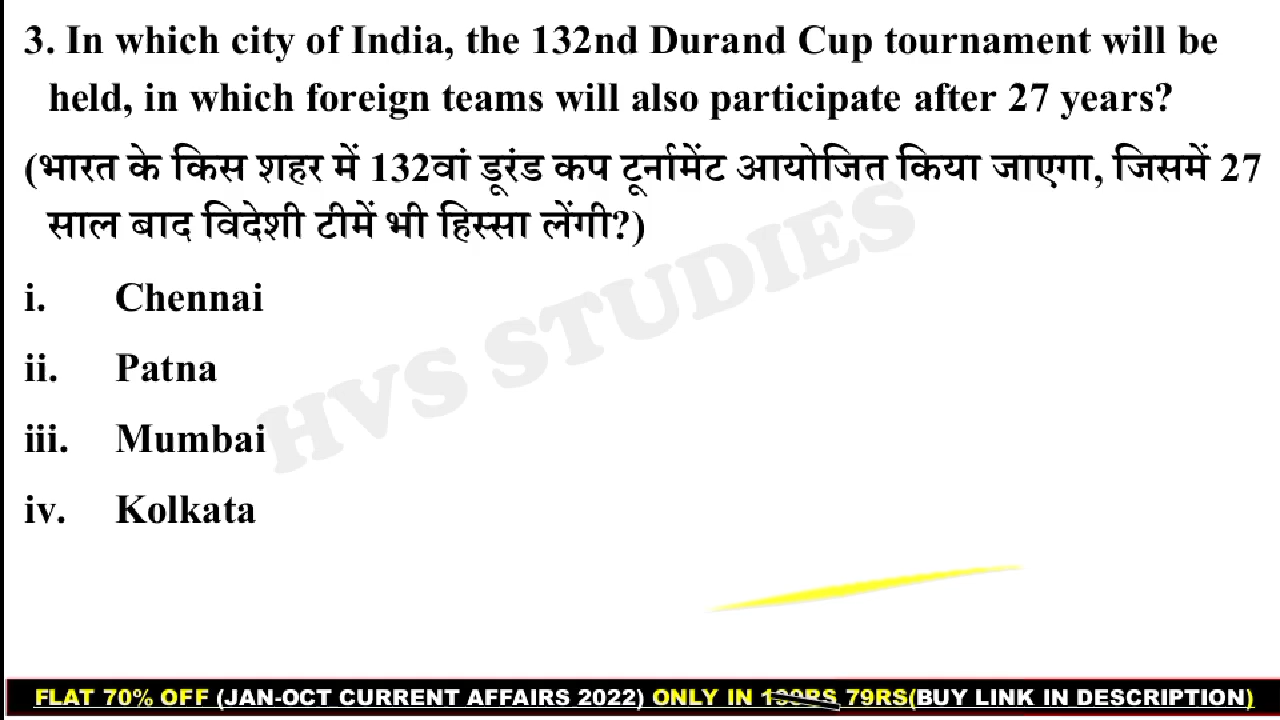 3. In which city of India, the 132nd Durand Cup tournament will be
held, in which foreign teams will also participate after 27 years?
(भारत के किस शहर में 132वां डूरंड कप टूर्नामेंट आयोजित किया जाएगा, जिसमें 27
साल बाद विदेशी टीमें भी हिस्सा लेंगी?)
HVS STUDIES
i. Chennai
ii. Patna
iii. Mumbai
iv. Kolkata
FLAT 70% OFF (JAN-OCT CURRENT AFFAIRS 2022) ONLY IN 79RS(BUY LINK IN DESCRIPTION)